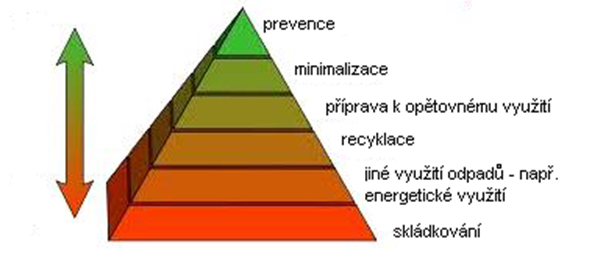 prevence
minimalizace
příprava k opětovnému využití
recyklace
jiné využití odpadů - např.
energetické využití
skládkování